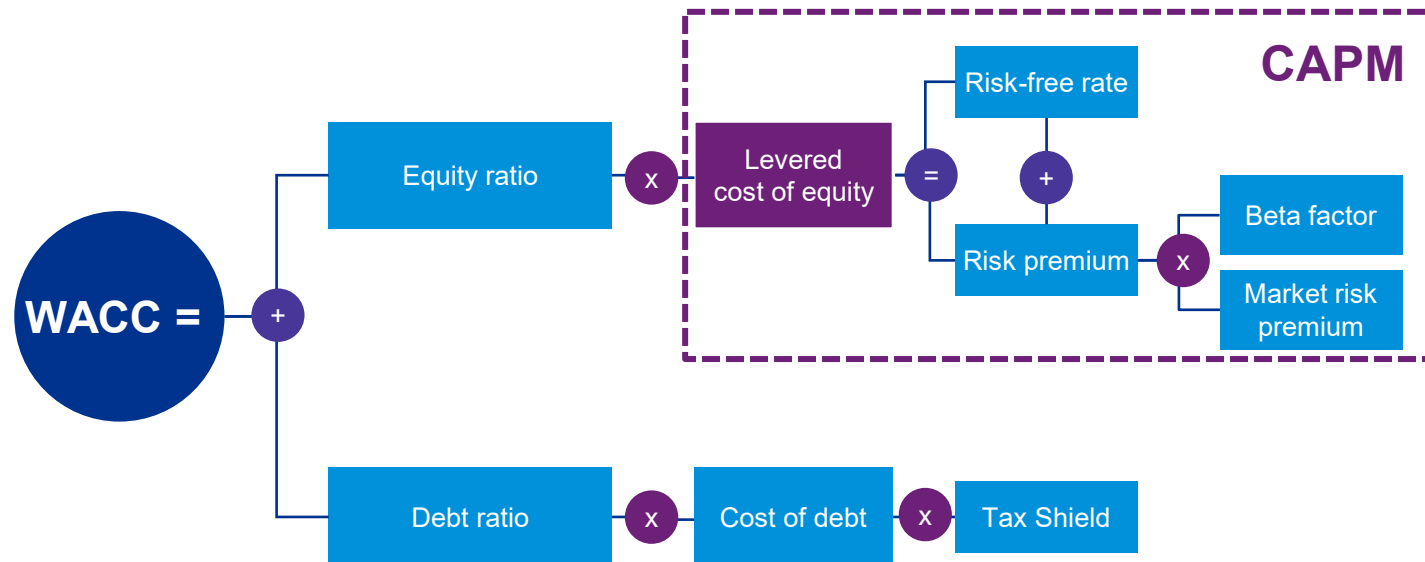 CAPM
Risk-free rate
Equity ratio
x
Levered
cost of equity
=
+
Risk premium
x
Beta factor
Market risk
premium
WACC =
+
Debt ratio
x
Cost of debt
x
Tax Shield